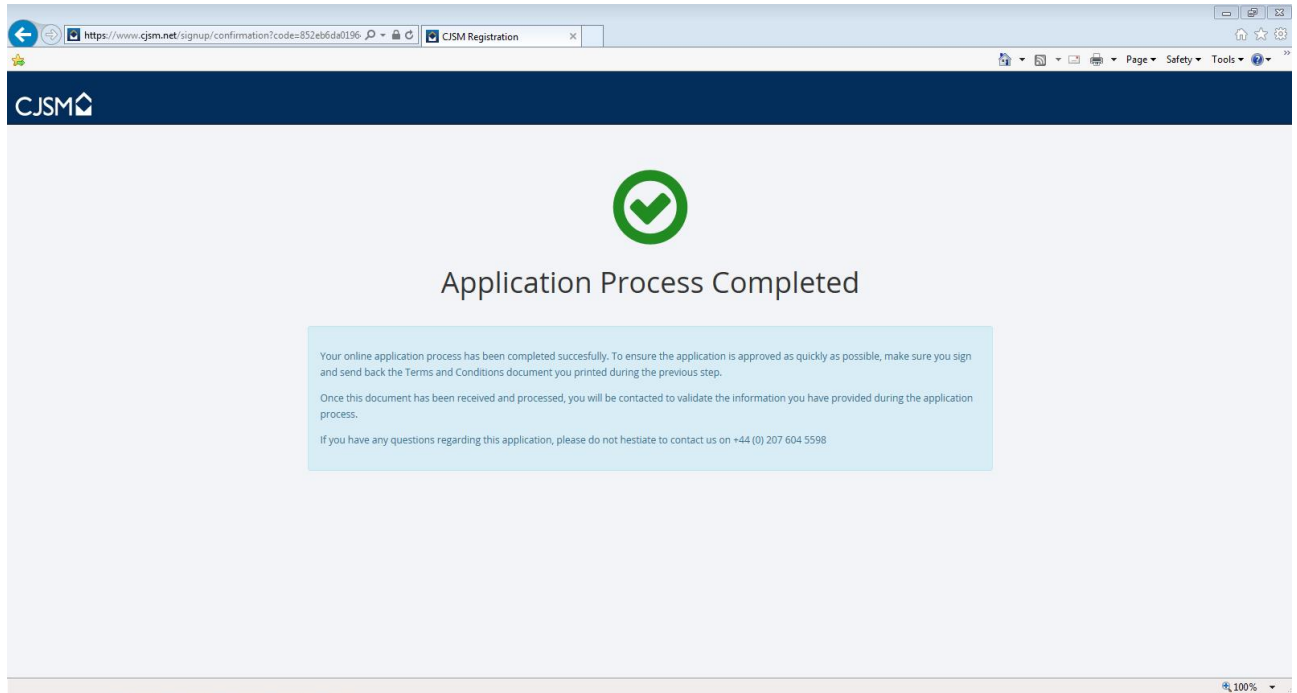 https://www.cjsm.net/signup/confirmation?code=852eb6da0196
CJSM Registration
Page Safety Tools
CJSM
Application Process Completed
Your online application process has been completed succesfully. To ensure the application is approved as quickly as possible, make sure you sign
and send back the Terms and Conditions document you printed during the previous step.
Once this document has been received and processed, you will be contacted to validate the information you have provided during the application
process.
If you have any questions regarding this application, please do not hestiate to contact us on +44 (0) 207 604 5598
100%